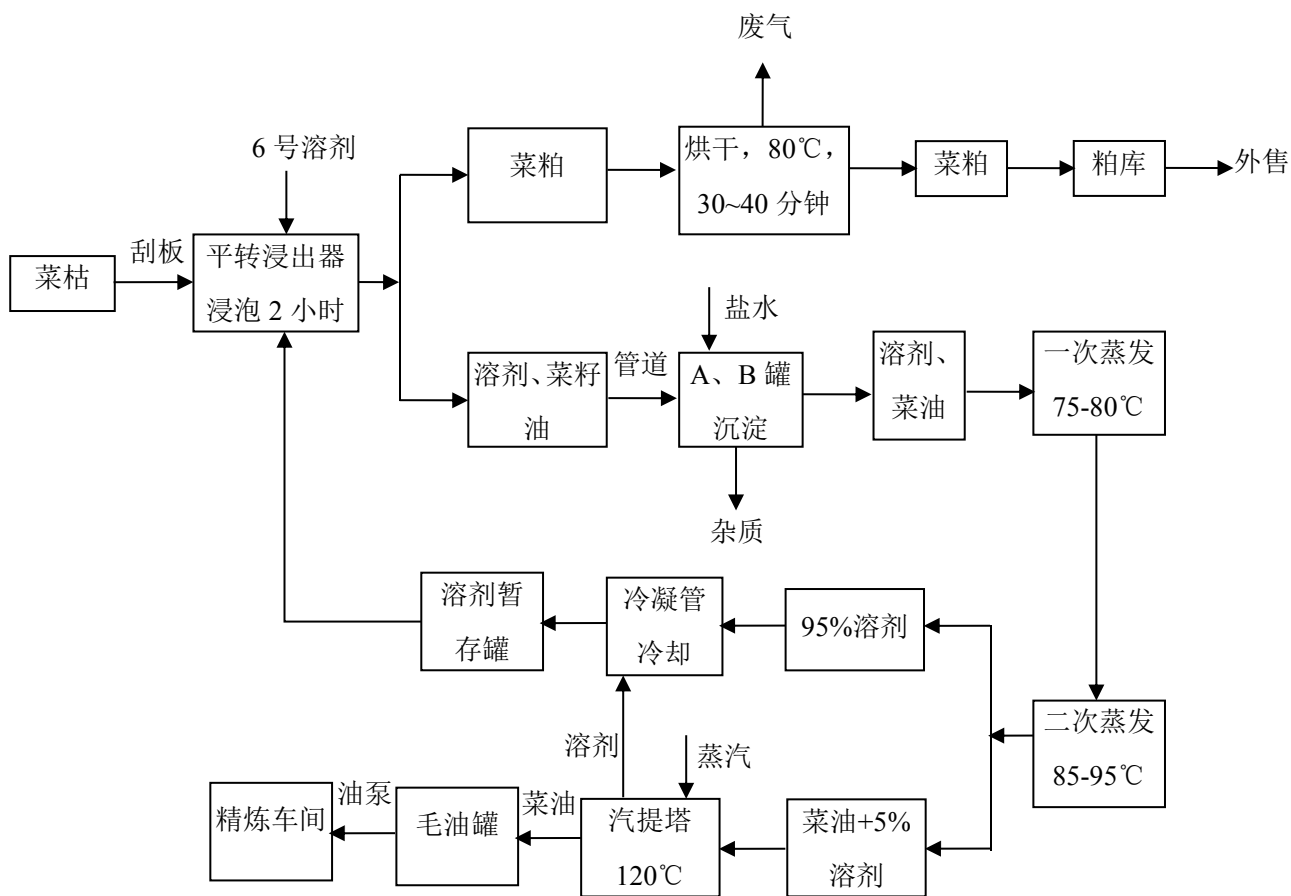 废气
6 号溶剂
菜粕
烘干，80℃，
30~40 分钟
菜粕
粕库
外售
菜枯
刮板
平转浸出器
浸泡 2 小时
溶剂、菜籽
油
管道
盐水
A、B 罐
沉淀
杂质
溶剂、
菜油
一次蒸发
75-80℃
溶剂暂
存罐
冷凝管
冷却
95%溶剂
二次蒸发
85-95℃
溶剂
蒸汽
精炼车间
油泵
毛油罐
菜油
汽提塔
120℃
菜油+5%
溶剂